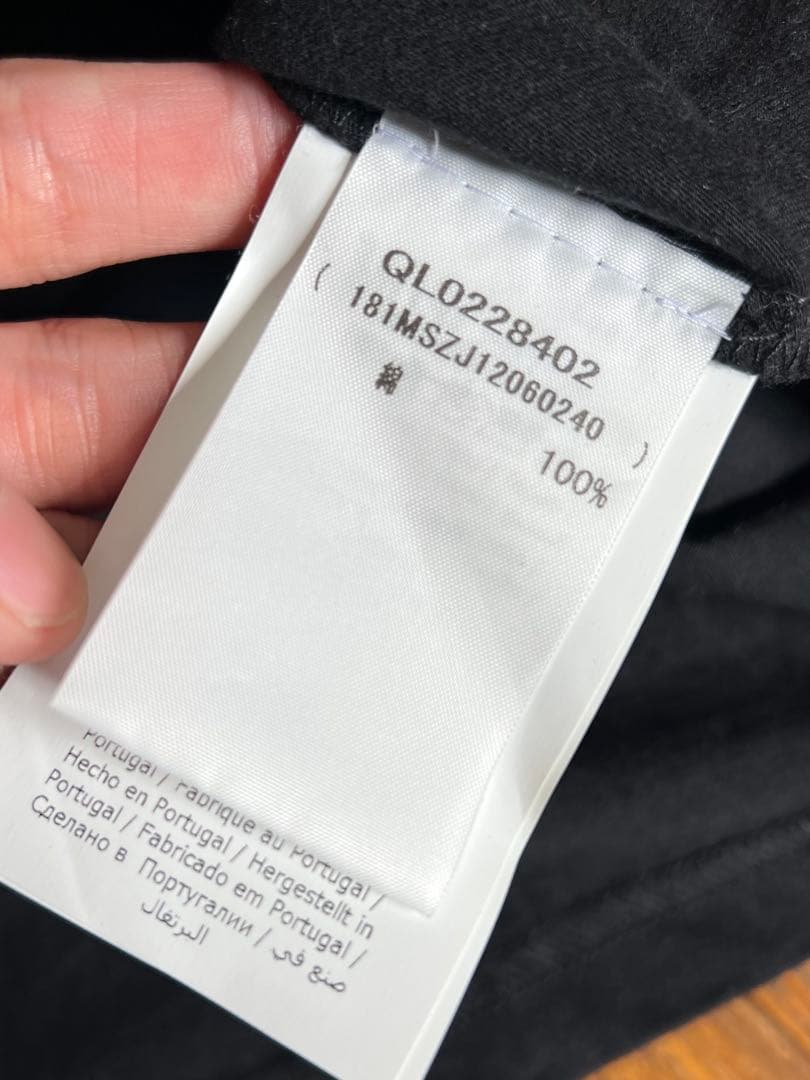 QL0228402
( 181MSZJ12060240 )
綿
100%
Portugal / Fabriqué au Portugal /
Hecho en Portugal / Hergestellt in
Portugal / Fabricado em Portugal /
Сделано в Португалии / صنع في
البرتغال